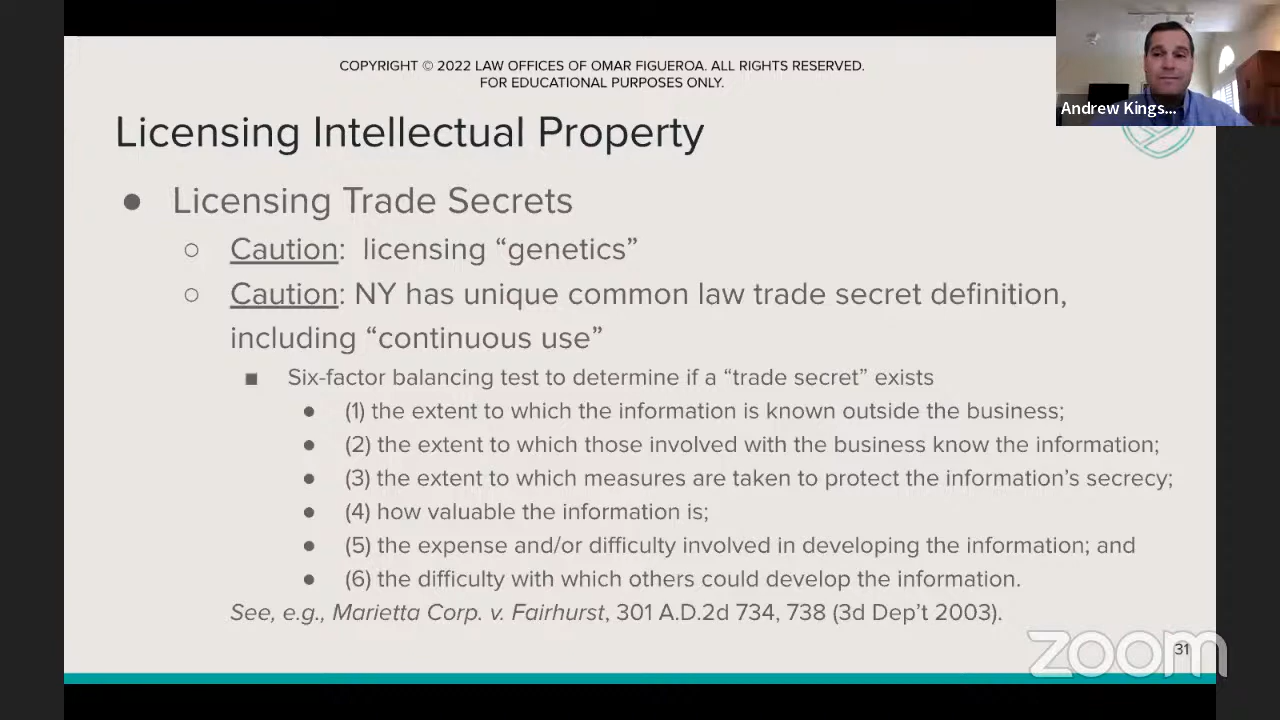 COPYRIGHT © 2022 LAW OFFICES OF OMAR FIGUEROA. ALL RIGHTS RESERVED.
FOR EDUCATIONAL PURPOSES ONLY.
Andrew Kings...
Licensing Intellectual Property
● Licensing Trade Secrets
○ Caution: licensing “genetics”
○ Caution: NY has unique common law trade secret definition,
including “continuous use”
■ Six-factor balancing test to determine if a “trade secret” exists
● (1) the extent to which the information is known outside the business;
● (2) the extent to which those involved with the business know the information;
● (3) the extent to which measures are taken to protect the information’s secrecy;
● (4) how valuable the information is;
● (5) the expense and/or difficulty involved in developing the information; and
● (6) the difficulty with which others could develop the information.
See, e.g., Marietta Corp. v. Fairhurst, 301 A.D.2d 734, 738 (3d Dep’t 2003).
31
zoom